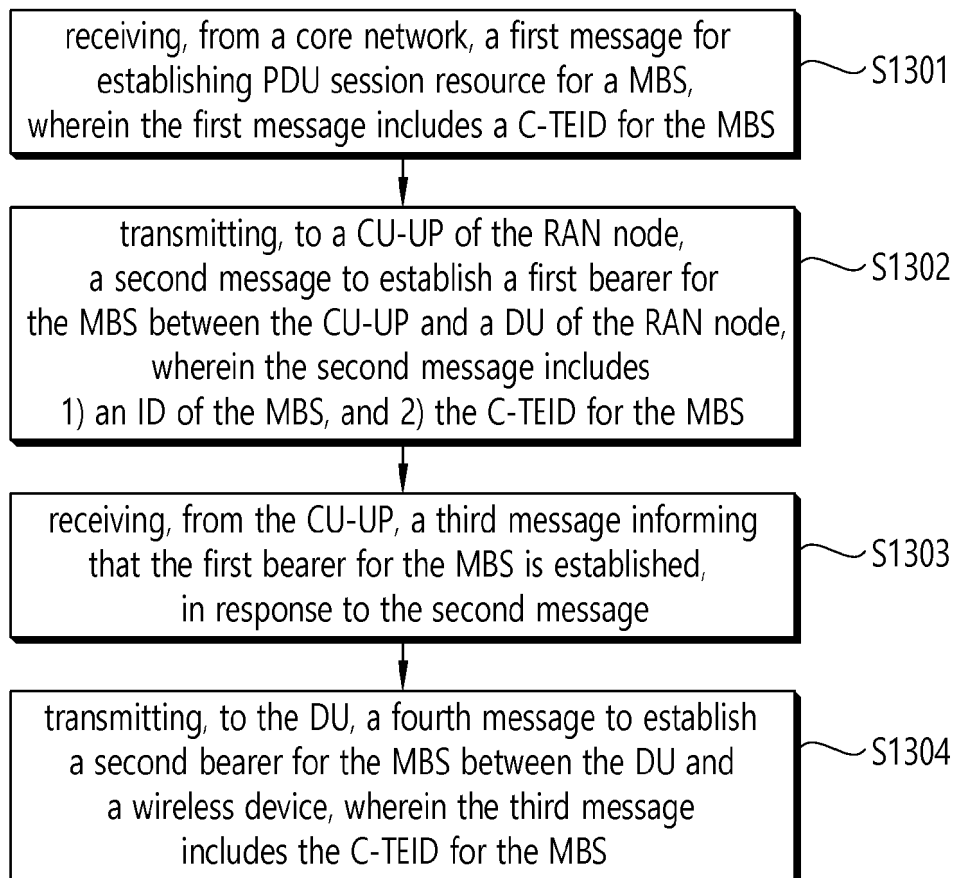 receiving, from a core network, a first message for
establishing PDU session resource for a MBS,
wherein the first message includes a C-TEID for the MBS
S1301
transmitting, to a CU-UP of the RAN node,
a second message to establish a first bearer for
the MBS between the CU-UP and a DU of the RAN node,
wherein the second message includes
1) an ID of the MBS, and 2) the C-TEID for the MBS
S1302
receiving, from the CU-UP, a third message informing
that the first bearer for the MBS is established,
in response to the second message
S1303
transmitting, to the DU, a fourth message to establish
a second bearer for the MBS between the DU and
a wireless device, wherein the third message
includes the C-TEID for the MBS
S1304